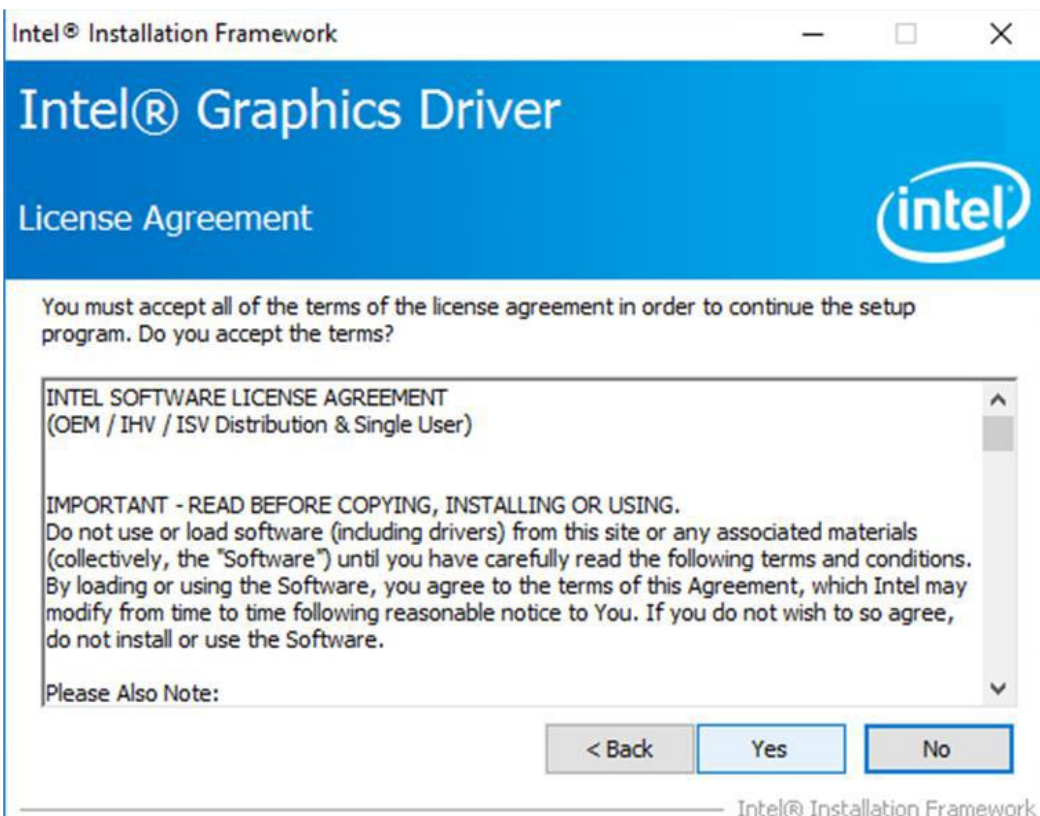 Intel® Installation Framework
Intel® Graphics Driver
License Agreement
intel
You must accept all of the terms of the license agreement in order to continue the setup
program. Do you accept the terms?
INTEL SOFTWARE LICENSE AGREEMENT
(OEM / IHV / ISV Distribution & Single User)
IMPORTANT - READ BEFORE COPYING, INSTALLING OR USING.
Do not use or load software (including drivers) from this site or any associated materials
(collectively, the "Software") until you have carefully read the following terms and conditions.
By loading or using the Software, you agree to the terms of this Agreement, which Intel may
modify from time to time following reasonable notice to You. If you do not wish to so agree,
do not install or use the Software.
Please Also Note:
< Back Yes No
Intel® Installation Framework